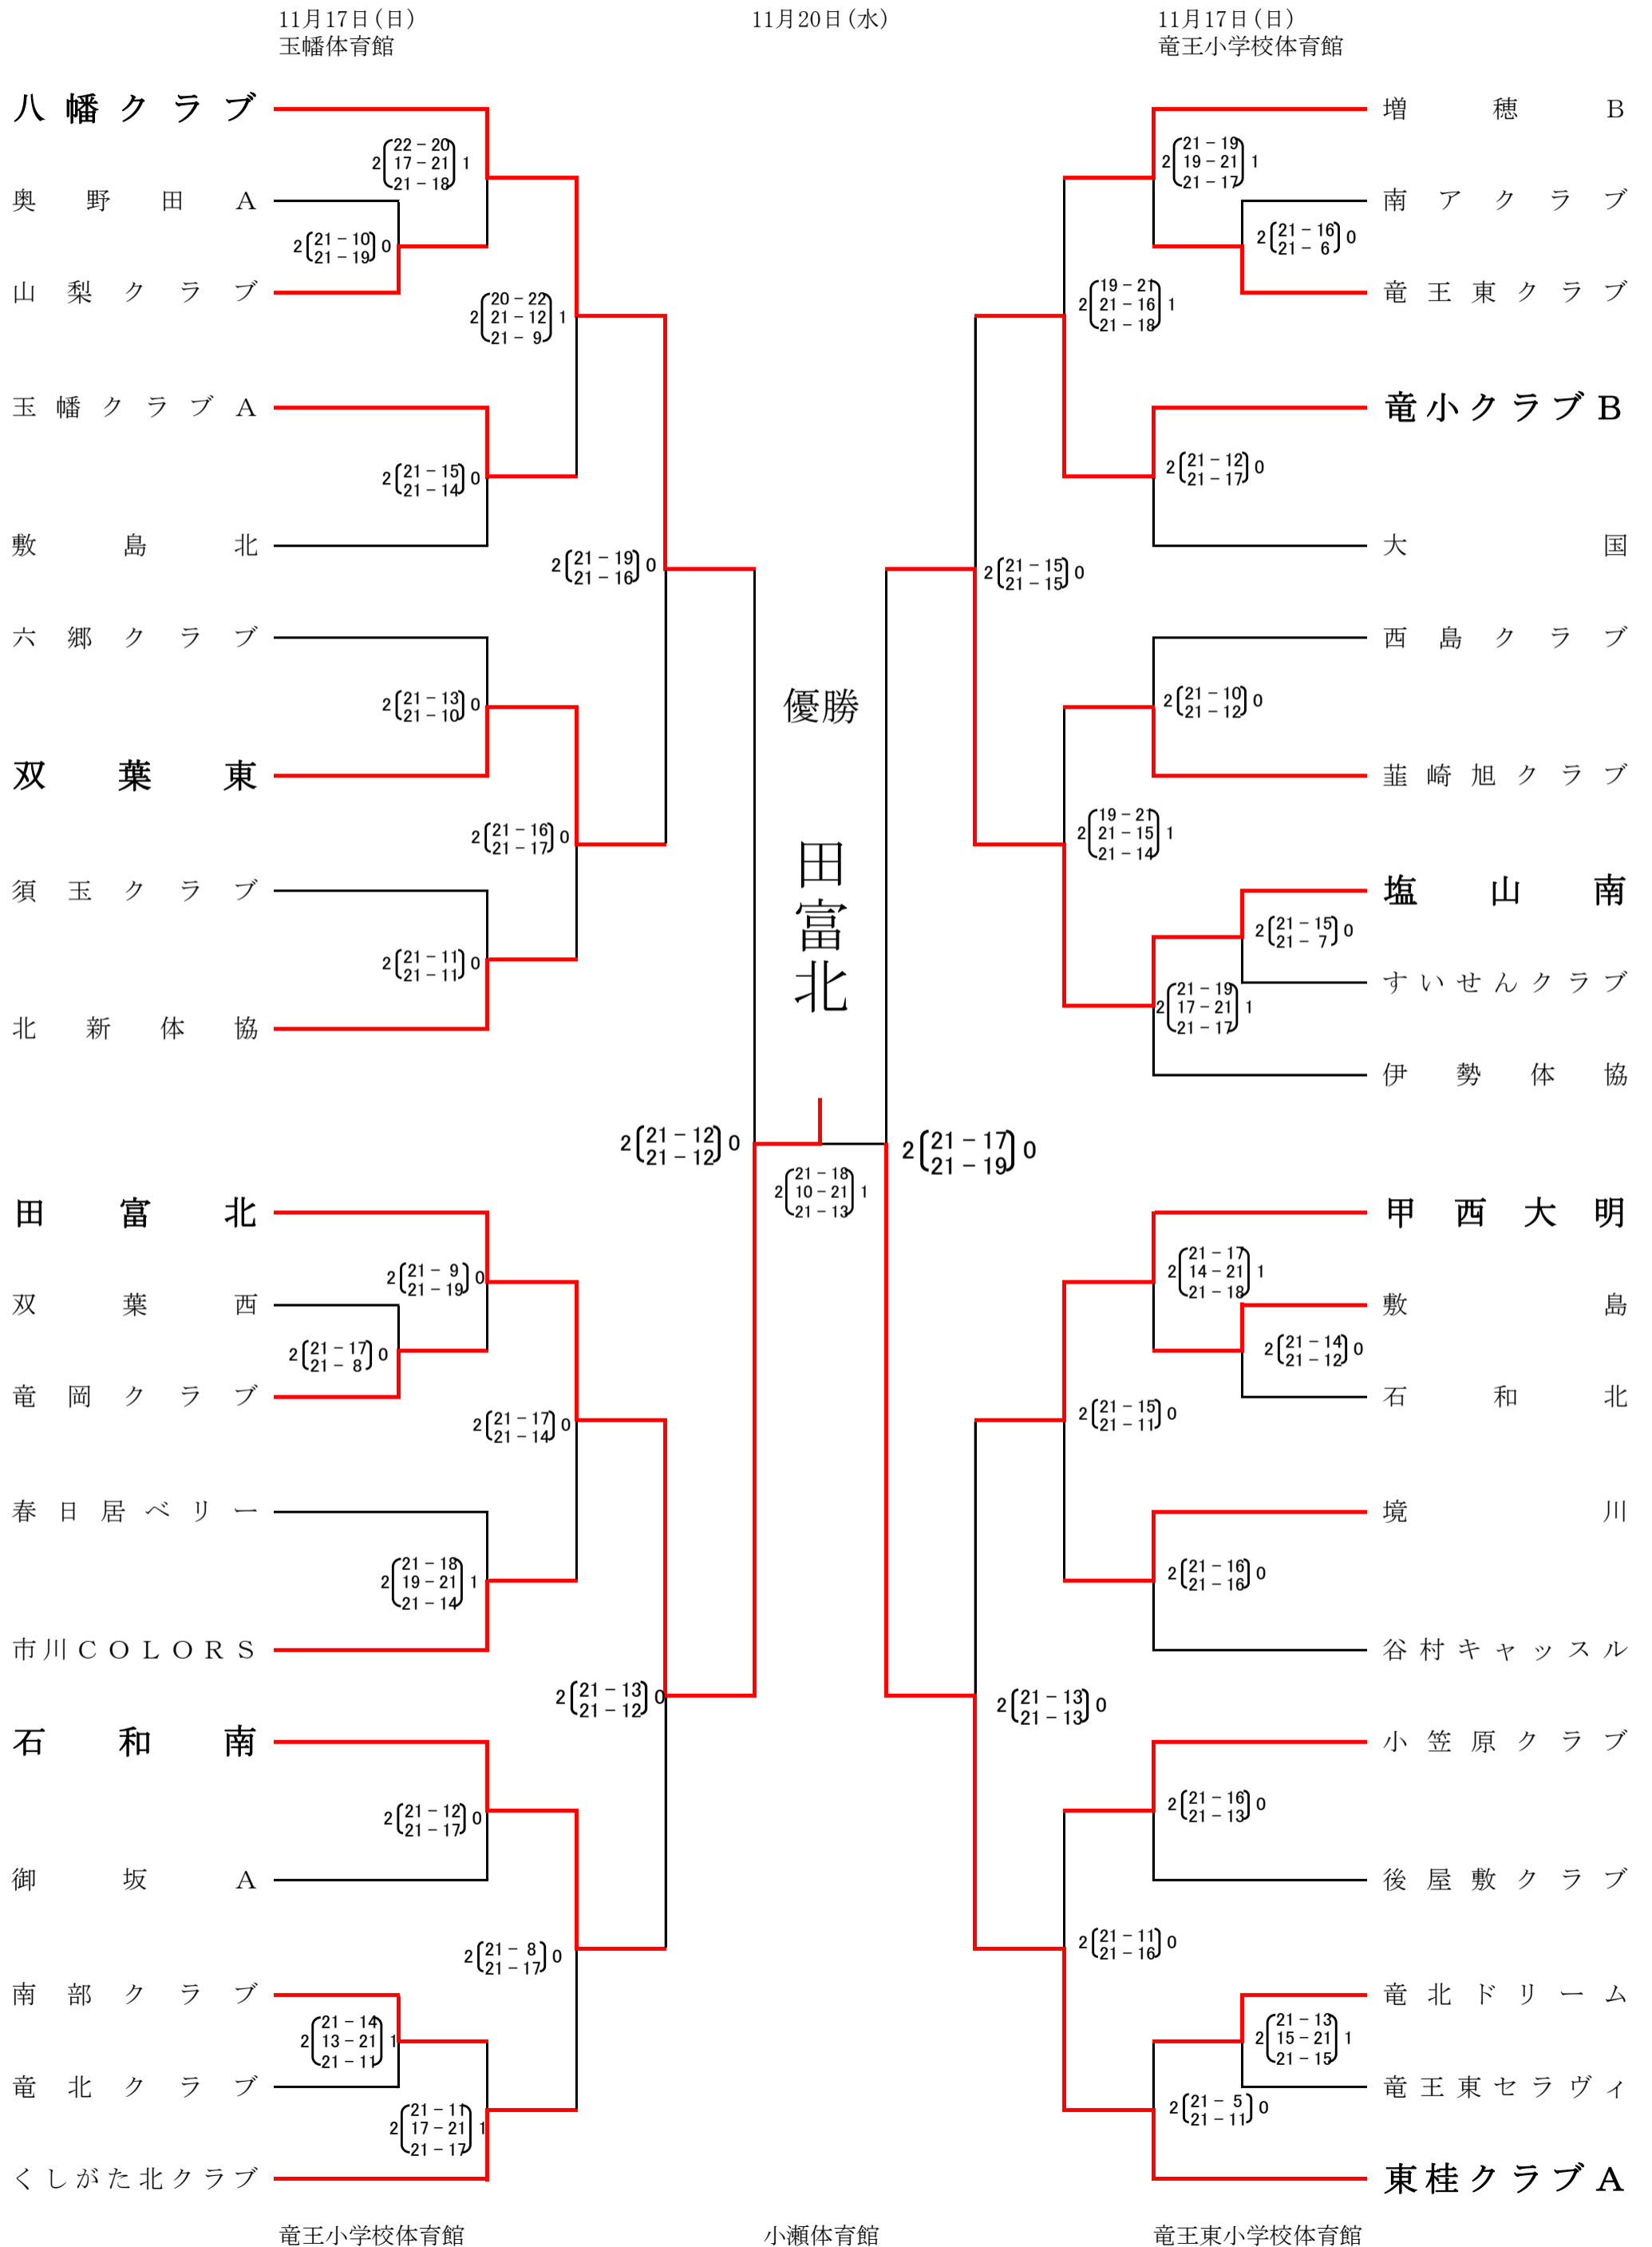 11月17日(日)
玉幡体育館
11月20日(水)
11月17日(日)
竜王小学校体育館
八幡クラブ
2 22－20 1
17－21
21－18
奥野田A
2 21－10 0
21－19
山梨クラブ
2 20－22 1
21－12
21－ 9
玉幡クラブA
2 21－15 0
21－14
敷島北
2 21－19 0
21－16
六郷クラブ
2 21－13 0
21－10
双葉東
2 21－16 0
21－17
須玉クラブ
2 21－11 0
21－11
北新体協
2 21－12 0
21－12
田富北
2 21－ 9 0
21－19
双葉西
2 21－17 0
21－ 8
竜岡クラブ
2 21－17 0
21－14
春日居ベリー
2 21－18 1
19－21
21－14
市川COLORS
2 21－13 0
21－12
石和南
2 21－12 0
21－17
御坂A
2 21－ 8 0
21－17
南部クラブ
2 21－14 1
13－21
21－11
竜北クラブ
2 21－11 1
17－21
21－17
くしがた北クラブ
竜王小学校体育館
優勝
田富北
2 21－18 1
10－21
21－13
小瀬体育館
増穂B
2 21－19 1
19－21
21－17
南アクラブ
2 21－16 0
21－ 6
竜王東クラブ
2 19－21 1
21－16
21－18
竜小クラブB
2 21－12 0
21－17
大国
2 21－15 0
21－15
西島クラブ
2 21－10 0
21－12
韮崎旭クラブ
2 19－21 1
21－15
21－14
塩山南
2 21－15 0
21－ 7
すいせんクラブ
2 21－19 1
17－21
21－17
伊勢体協
2 21－17 0
21－19
甲西大明
2 21－17 1
14－21
21－18
敷島
2 21－14 0
21－12
石和北
2 21－15 0
21－11
境川
2 21－16 0
21－16
谷村キャッスル
2 21－13 0
21－13
小笠原クラブ
2 21－16 0
21－13
後屋敷クラブ
2 21－11 0
21－16
竜北ドリーム
2 21－13 1
15－21
21－15
竜王東セラヴィ
2 21－ 5 0
21－11
東桂クラブA
竜王東小学校体育館